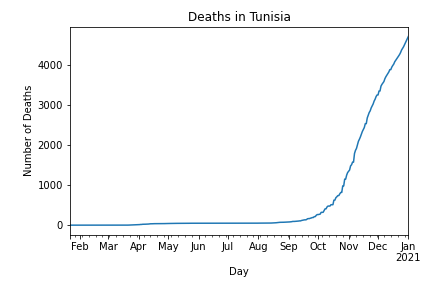 Deaths in Tunisia
Number of Deaths
4000
3000
2000
1000
0
Feb Mar Apr May Jun Jul Aug Sep Oct Nov Dec Jan
2021
Day